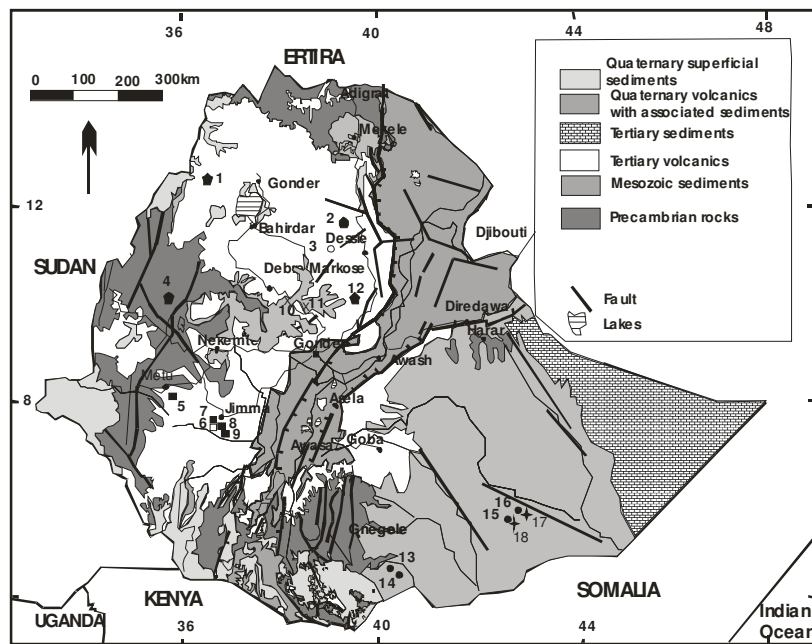 36
40
44
48
ERTIRA
0 100 200 300km
Adigrat
Mekele
1
Gonder
12
2
Bahirdar
3
Dessie
Djibouti
SUDAN
4
Debra Markose
12
10
11
Diredawa
Harar
Nekemte
Gonder
Awash
Metu
8
5
Jimma
7
6
8
9
Asela
Awasa
Goba
16
15
17
18
Gnegele
13
14
KENYA
SOMALIA
UGANDA
Indian
Ocean
36
40
44
Quaternary superficial
sediments
Quaternary volcanics
with associated sediments
Tertiary sediments
Tertiary volcanics
Mesozoic sediments
Precambrian rocks
Fault
Lakes